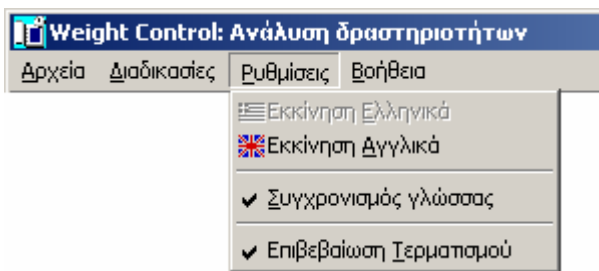 Weight Control: Ανάλυση δραστηριοτήτων
Αρχεία Διαδικασίες Ρυθμίσεις Βοήθεια
Εκκίνηση Ελληνικά
Εκκίνηση Αγγλικά
Συγχρονισμός γλώσσας
Επιβεβαίωση Τερματισμού